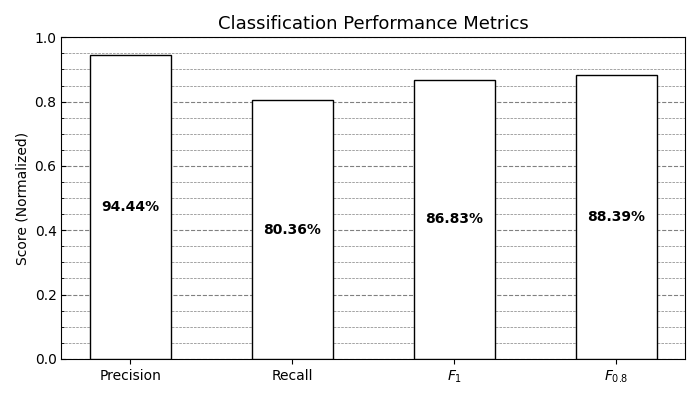 Classification Performance Metrics
Score (Normalized)
1.0
0.8
0.6
0.4
0.2
0.0
94.44%
80.36%
86.83%
88.39%
Precision
Recall
F1
F0.8